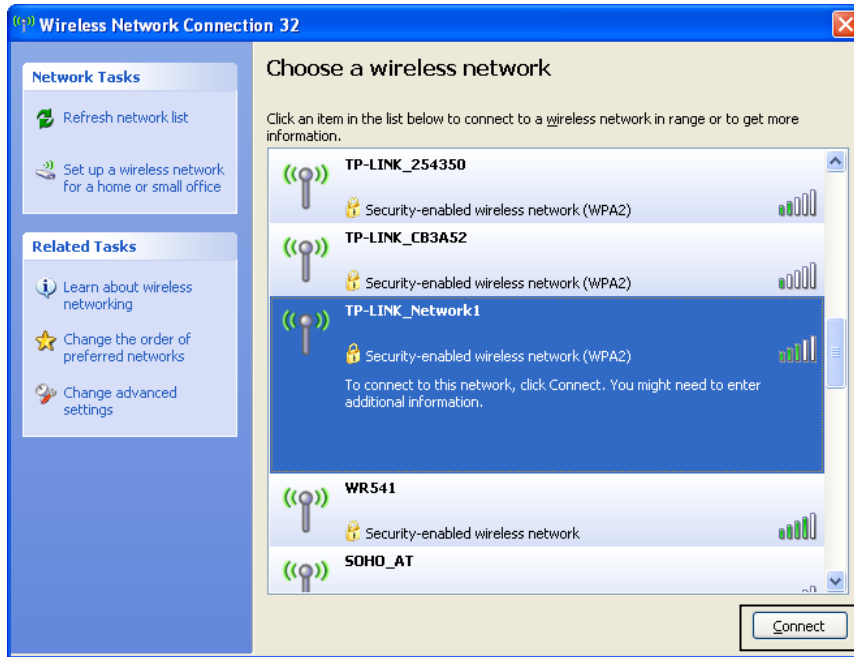 Wireless Network Connection 32
Network Tasks
Refresh network list
Set up a wireless network
for a home or small office
Related Tasks
Learn about wireless
networking
Change the order of
preferred networks
Change advanced
settings
Choose a wireless network
Click an item in the list below to connect to a wireless network in range or to get more
information.
TP-LINK_254350
Security-enabled wireless network (WPA2)
TP-LINK_CB3A52
Security-enabled wireless network (WPA2)
TP-LINK_Network1
Security-enabled wireless network (WPA2)
To connect to this network, click Connect. You might need to enter
additional information.
WR541
Security-enabled wireless network
SOHO_AT
Connect